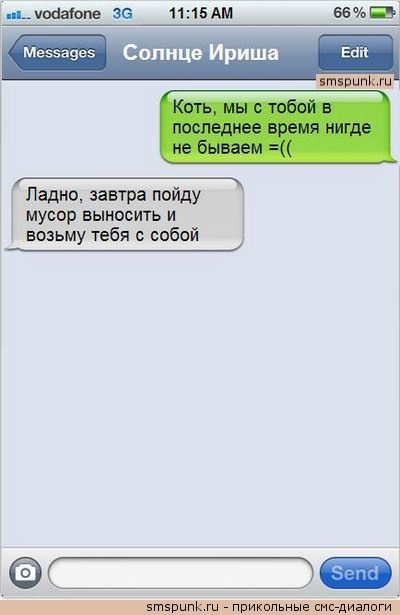 vodafone 3G 11:15 AM 66%
Messages Солнце Ириша Edit
smspunk.ru
Коть, мы с тобой в
последнее время нигде
не бываем =((
Ладно, завтра пойду
мусор выносить и
возьму тебя с собой
Send
smspunk.ru - прикольные смс-диалоги